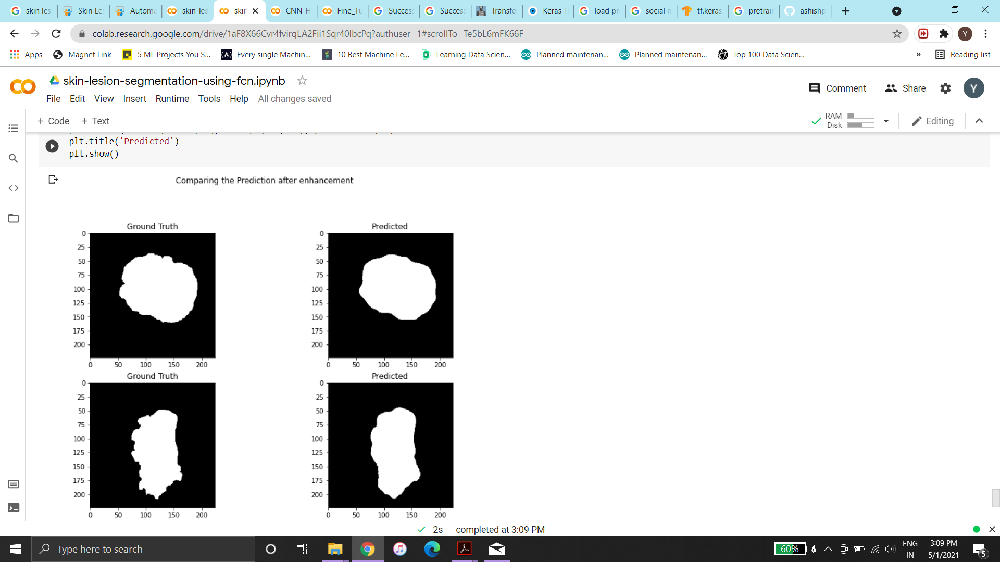 skin les
Skin Le
Automa
skin-les
skin
CNN-H
Fine_Tu
Success
Success
Transfe
Keras T
load pr
social n
tf.keras.
pretrain
ashishp
colab.research.google.com/drive/1aF8X66Cvr4fvirqLA2Fii1Sqr40IbcPq?authuser=1#scrollTo=Te5bL6mFK66F
Y
Apps
Magnet Link
5 ML Projects You S...
Every single Machin...
10 Best Machine Le...
Learning Data Scien...
Planned maintenan...
Planned maintenan...
Top 100 Data Scien...
»
Reading list
skin-lesion-segmentation-using-fcn.ipynb
Comment
Share
Y
File Edit View Insert Runtime Tools Help All changes saved
+ Code + Text
RAM
Disk
Editing
plt.title('Predicted')
plt.show()
Comparing the Prediction after enhancement
Ground Truth
0
25
50
75
100
125
150
175
200
0 50 100 150 200
Predicted
0
25
50
75
100
125
150
175
200
0 50 100 150 200
Ground Truth
0
25
50
75
100
125
150
175
200
0 50 100 150 200
Predicted
0
25
50
75
100
125
150
175
200
0 50 100 150 200
2s completed at 3:09 PM
Type here to search
60%
ENG
IN
3:09 PM
5/1/2021
5